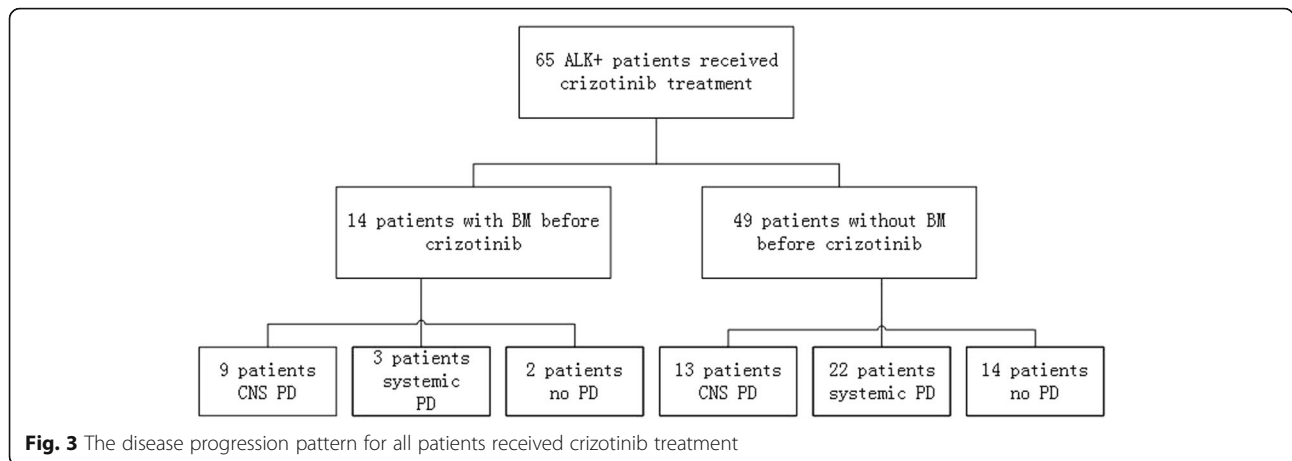 65 ALK+ patients received
crizotinib treatment
14 patients with BM before
crizotinib
49 patients without BM
before crizotinib
9 patients
CNS PD
3 patients
systemic
PD
2 patients
no PD
13 patients
CNS PD
22 patients
systemic PD
14 patients
no PD
Fig. 3 The disease progression pattern for all patients received crizotinib treatment